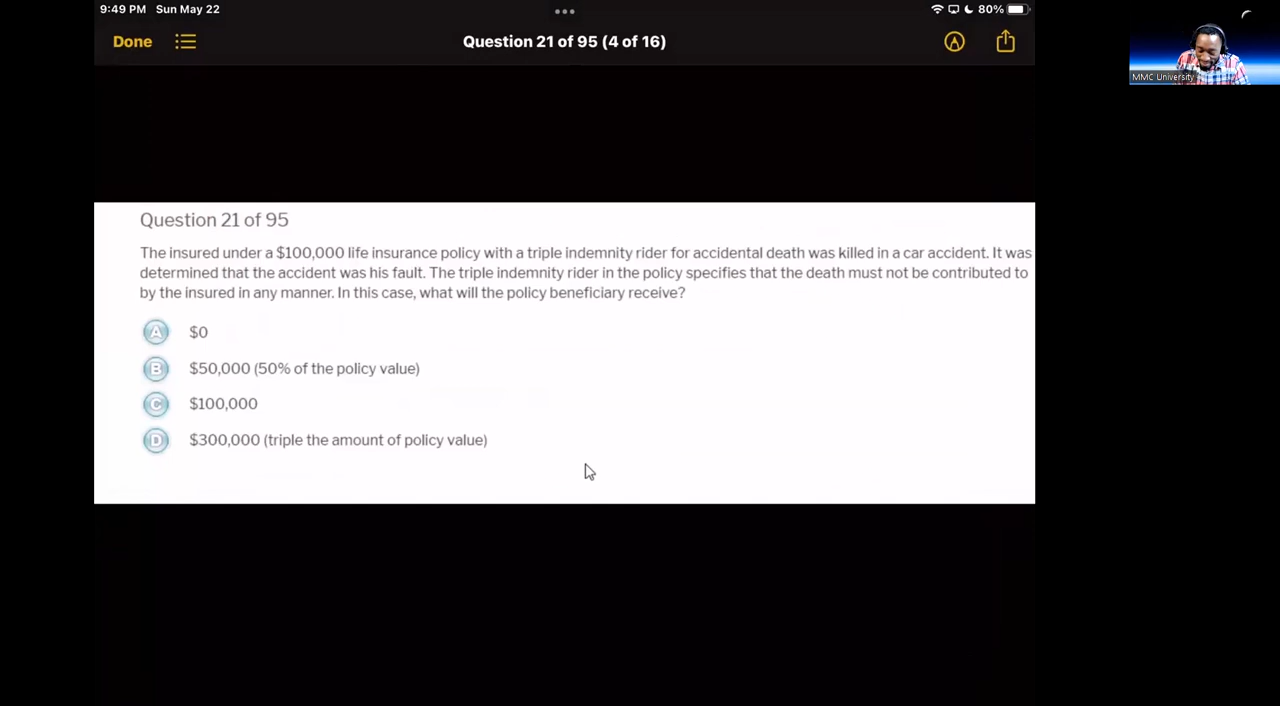 9:49 PM Sun May 22
80%
Done
Question 21 of 95 (4 of 16)
MMC University
Question 21 of 95
The insured under a $100,000 life insurance policy with a triple indemnity rider for accidental death was killed in a car accident. It was
determined that the accident was his fault. The triple indemnity rider in the policy specifies that the death must not be contributed to
by the insured in any manner. In this case, what will the policy beneficiary receive?
A $0
B $50,000 (50% of the policy value)
C $100,000
D $300,000 (triple the amount of policy value)